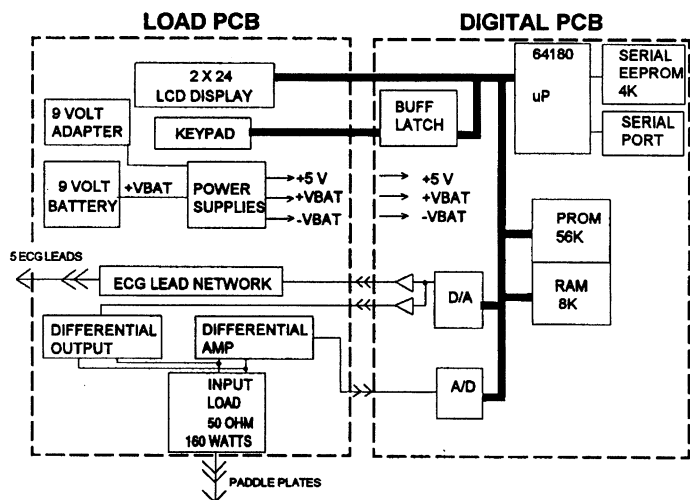 LOAD PCB
DIGITAL PCB
2 X 24
LCD DISPLAY
64180
uP
SERIAL
EEPROM
4K
9 VOLT
ADAPTER
KEYPAD
BUFF
LATCH
SERIAL
PORT
9 VOLT
BATTERY
+VBAT
POWER
SUPPLIES
+5 V
+VBAT
-VBAT
+5 V
+VBAT
-VBAT
PROM
56K
5 ECG LEADS
ECG LEAD NETWORK
D/A
RAM
8K
DIFFERENTIAL
OUTPUT
DIFFERENTIAL
AMP
INPUT
LOAD
50 OHM
160 WATTS
A/D
PADDLE PLATES